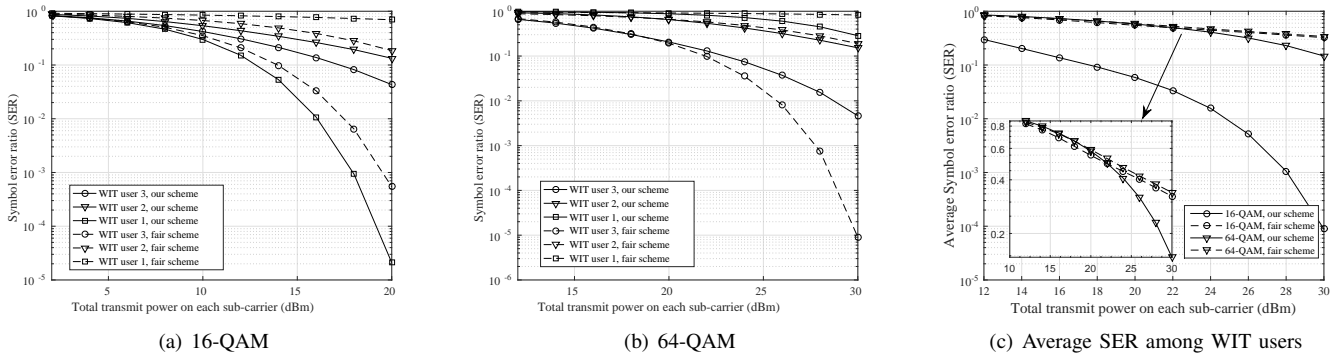 Symbol error ratio (SER)
10^0
10^-1
10^-2
10^-3
10^-4
10^-5
WIT user 3, our scheme
WIT user 2, our scheme
WIT user 1, our scheme
WIT user 3, fair scheme
WIT user 2, fair scheme
WIT user 1, fair scheme
5 10 15 20
Total transmit power on each sub-carrier (dBm)
(a) 16-QAM
Symbol error ratio (SER)
10^0
10^-1
10^-2
10^-3
10^-4
10^-5
10^-6
WIT user 3, our scheme
WIT user 2, our scheme
WIT user 1, our scheme
WIT user 3, fair scheme
WIT user 2, fair scheme
WIT user 1, fair scheme
15 20 25 30
Total transmit power on each sub-carrier (dBm)
(b) 64-QAM
Average Symbol error ratio (SER)
10^0
10^-1
10^-2
10^-3
10^-4
10^-5
0.8
0.6
0.4
0.2
10 15 20 25 30
16-QAM, our scheme
16-QAM, fair scheme
64-QAM, our scheme
64-QAM, fair scheme
12 14 16 18 20 22 24 26 28 30
Total transmit power on each sub-carrier (dBm)
(c) Average SER among WIT users